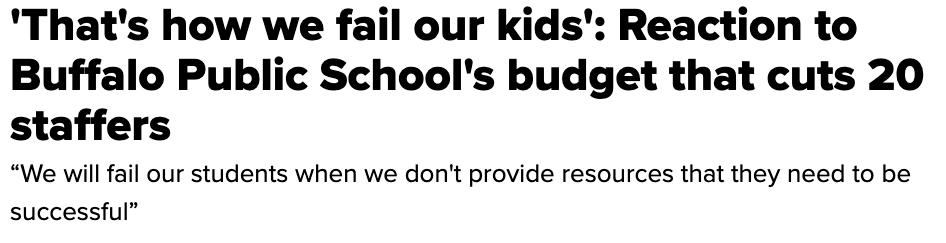 'That's how we fail our kids': Reaction to
Buffalo Public School's budget that cuts 20
staffers
“We will fail our students when we don't provide resources that they need to be
successful”